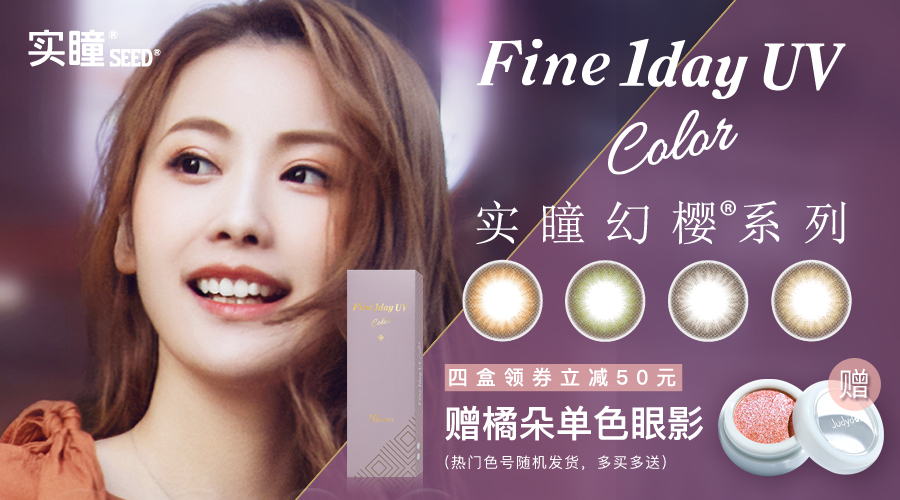 实瞳® SEED®
Fine 1day UV
Color
实瞳幻樱®系列
Fine 1day UV
Color
四盒领券立减50元
赠橘朵单色眼影
(热门色号随机发货，多买多送)
赠